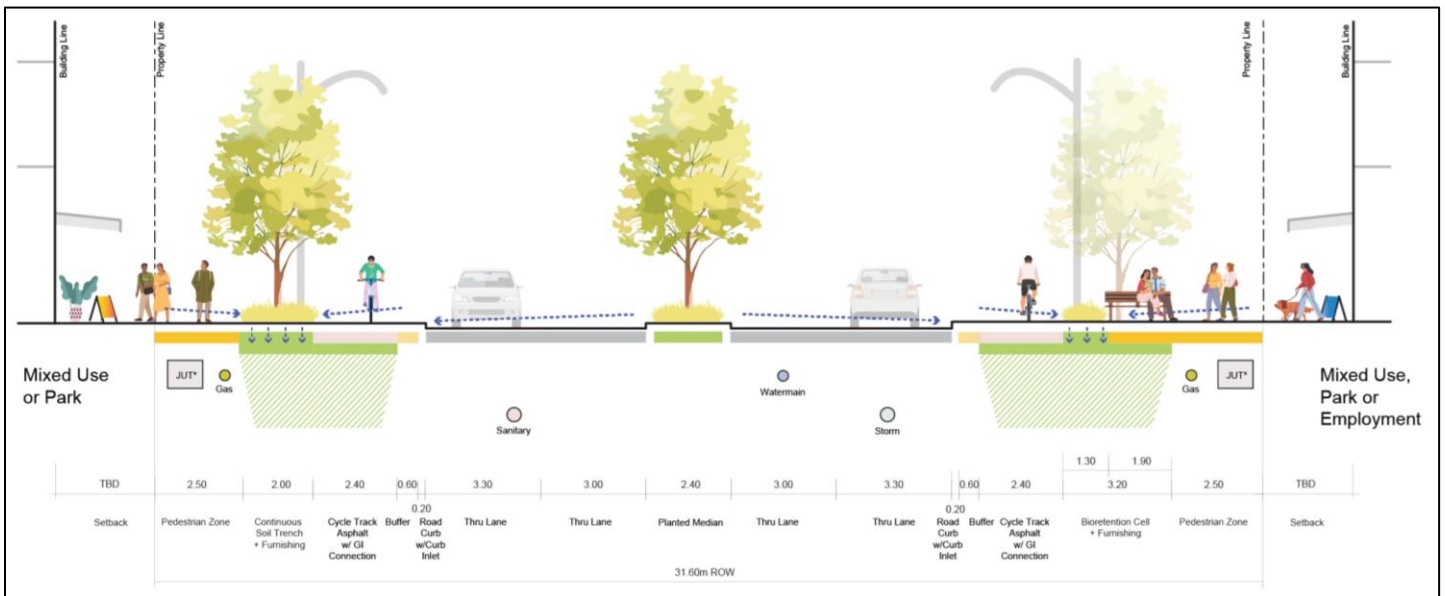 Building Line
Property Line
Property Line
Building Line
Mixed Use
or Park
JUT*
Gas
Sanitary
Watermain
Storm
Gas
JUT*
Mixed Use,
Park or
Employment
1.30
1.90
TBD
2.50
2.00
2.40
0.60
0.20
3.30
3.00
2.40
3.00
3.30
0.20
0.60
2.40
3.20
2.50
TBD
Setback
Pedestrian Zone
Continuous
Soil Trench
+ Furnishing
Cycle Track
Asphalt
w/ GI
Connection
Buffer
Road
Curb
w/Curb
Inlet
Thru Lane
Thru Lane
Planted Median
Thru Lane
Thru Lane
Road
Curb
w/Curb
Inlet
Buffer
Cycle Track
Asphalt
w/ GI
Connection
Bioretention Cell
+ Furnishing
Pedestrian Zone
Setback
31.60m ROW